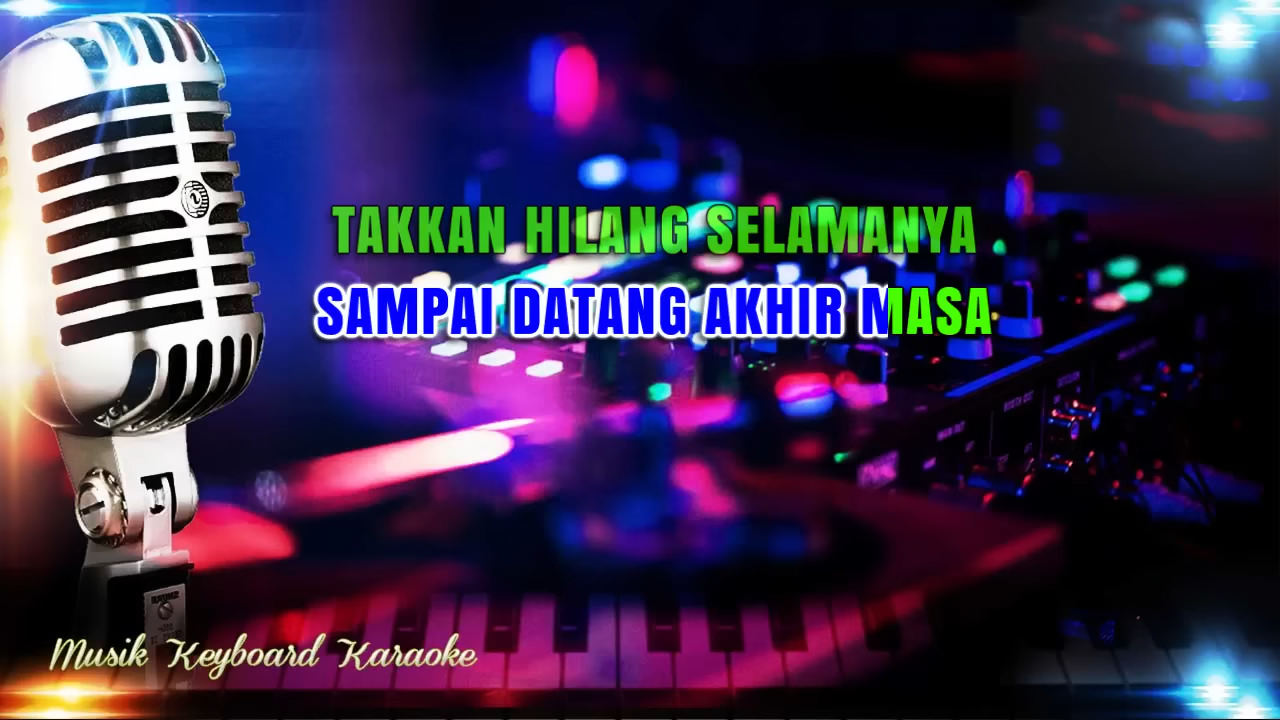 TAKKAN HILANG SELAMANYA
SAMPAI DATANG AKHIR MASA
Musik Keyboard Karaoke